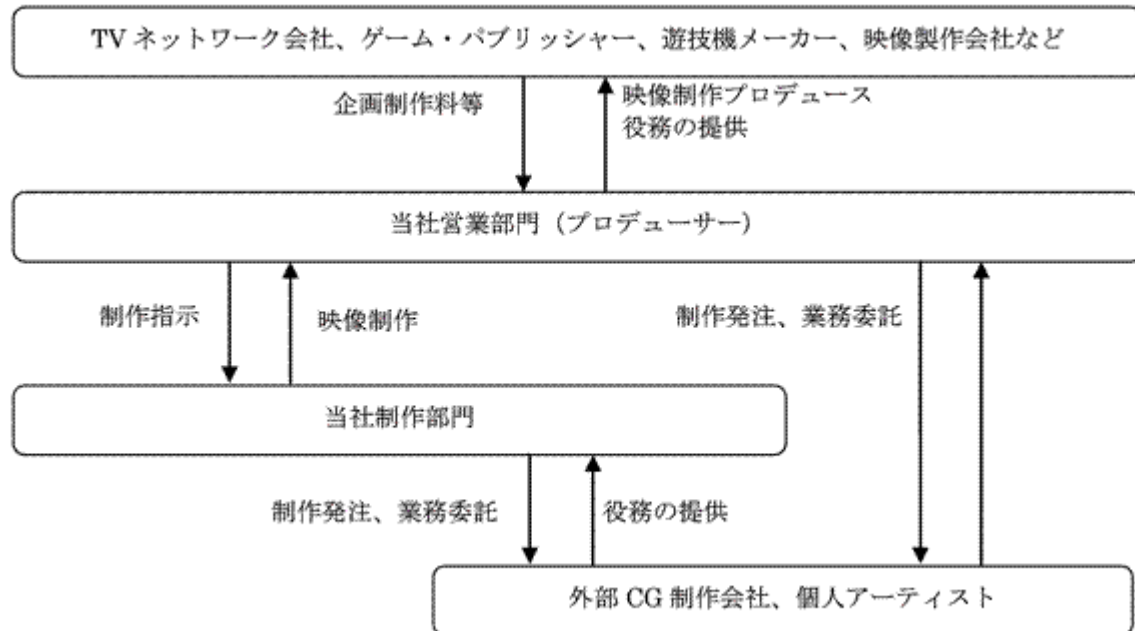 TV ネットワーク会社、ゲーム・パブリッシャー、遊技機メーカー、映像製作会社など
企画制作料等
映像制作プロデュース
役務の提供
当社営業部門（プロデューサー）
制作指示
映像制作
制作発注、業務委託
当社制作部門
制作発注、業務委託
役務の提供
外部 CG 制作会社、個人アーティスト